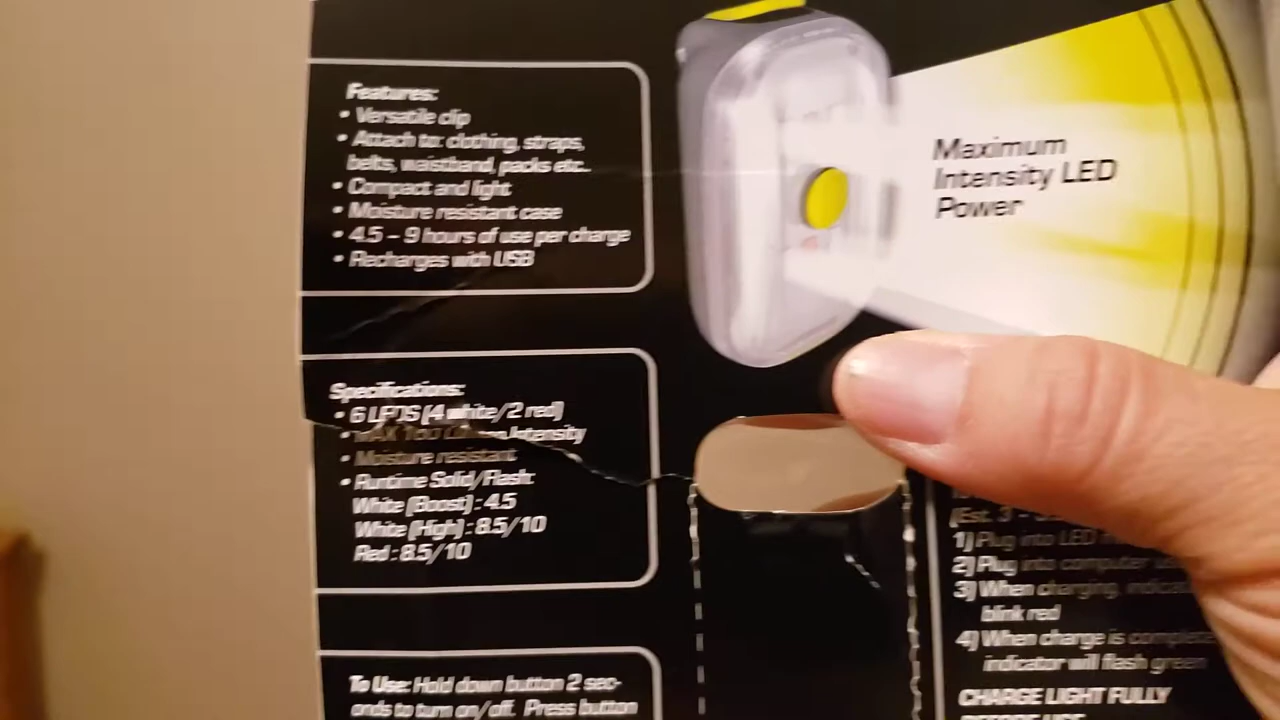 Features:
• Versatile clip
• Attach to: clothing, straps,
belts, waistband, packs etc..
• Compact and light
• Moisture resistant case
• 4.5 – 9 hours of use per charge
• Recharges with USB
Maximum
Intensity LED
Power
Specifications:
• 6 LEDS (4 white/2 red)
• MAX Intensity
• Moisture resistant
• Runtime Solid/Flash:
White (Boost) : 4.5
White (High) : 8.5/10
Red : 8.5/10
To Use: Hold down button 2 sec-
onds to turn on/off. Press button
(Est. 3
1) Plug into LED
2) Plug into computer
3) When charging,
blink red
4) When charge is complete
indicator will flash green
CHARGE LIGHT FULLY
BEFORE USE